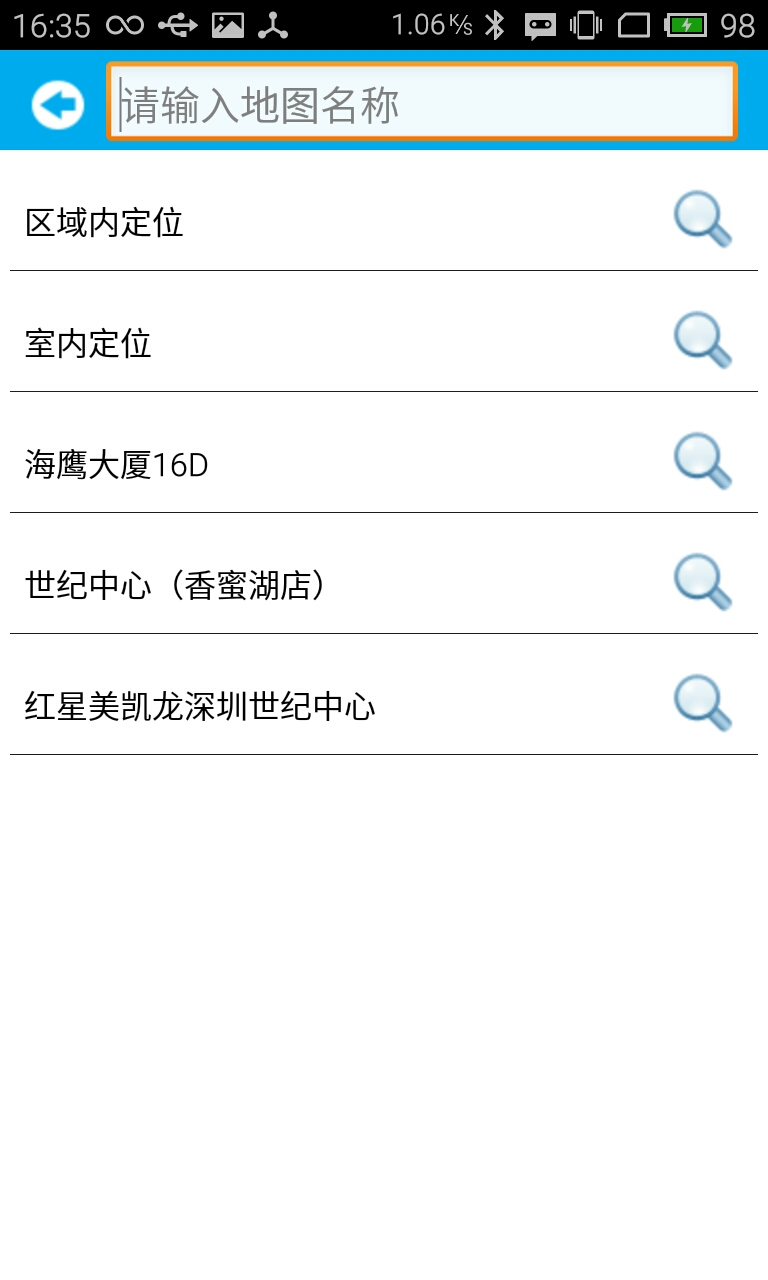 16:35 1.06K/s 98
请输入地图名称
区域内定位
室内定位
海鹰大厦16D
世纪中心（香蜜湖店）
红星美凯龙深圳世纪中心